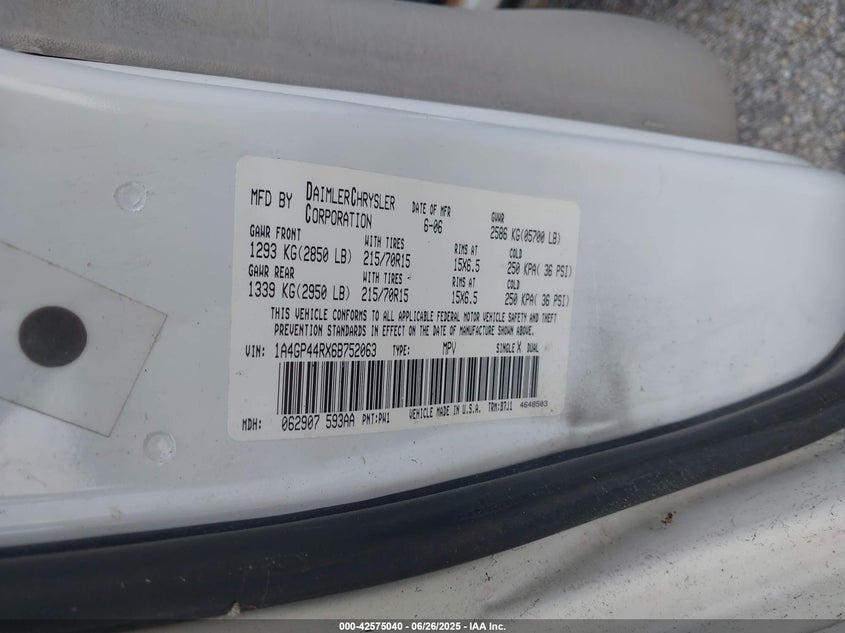 MFD BY DAIMLERCHRYSLER CORPORATION DATE OF MFR 6-06 GVWR 2586 KG(05700 LB)
GAWR FRONT WITH TIRES RIMS AT COLD
1293 KG(2850 LB) 215/70R15 15X6.5 250 KPA( 36 PSI)
GAWR REAR WITH TIRES RIMS AT COLD
1339 KG(2950 LB) 215/70R15 15X6.5 250 KPA( 36 PSI)
THIS VEHICLE CONFORMS TO ALL APPLICABLE FEDERAL MOTOR VEHICLE SAFETY AND THEFT
PREVENTION STANDARDS IN EFFECT ON THE DATE OF MANUFACTURE SHOWN ABOVE.
VIN: 1A4GP44RX6B752063 TYPE: MPV SINGLE X DUAL
MDH: 062907 593AA PNT:PW1 VEHICLE MADE IN U.S.A. TRM:B7J1 4648503
000-42575040 - 06/26/2025 - IAA Inc.